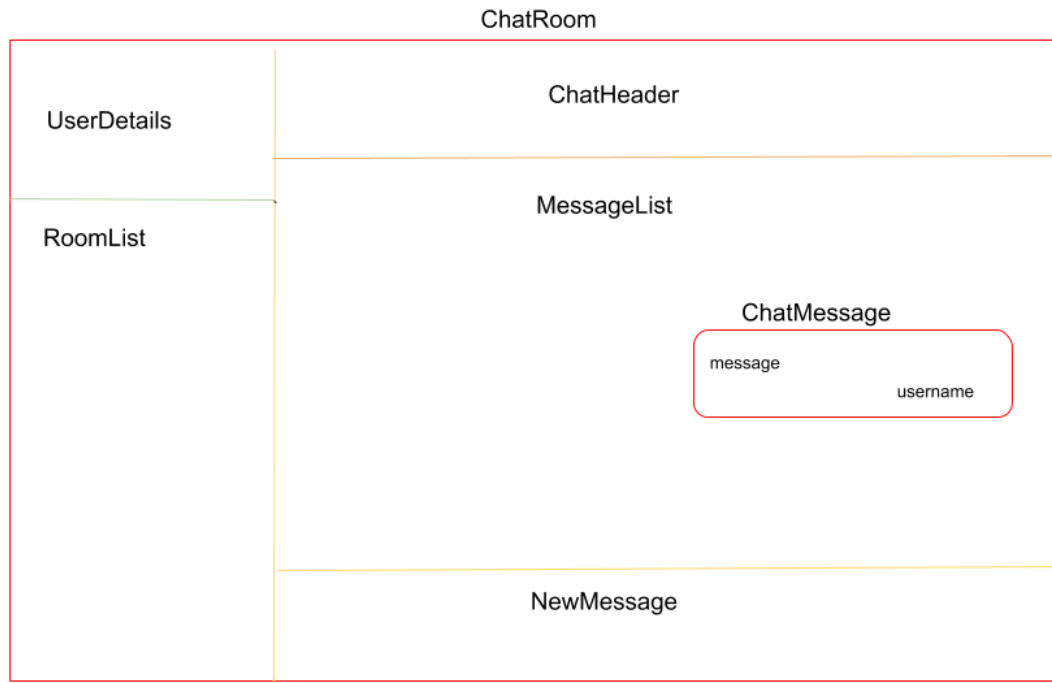 ChatRoom
UserDetails
ChatHeader
RoomList
MessageList
ChatMessage
message
username
NewMessage